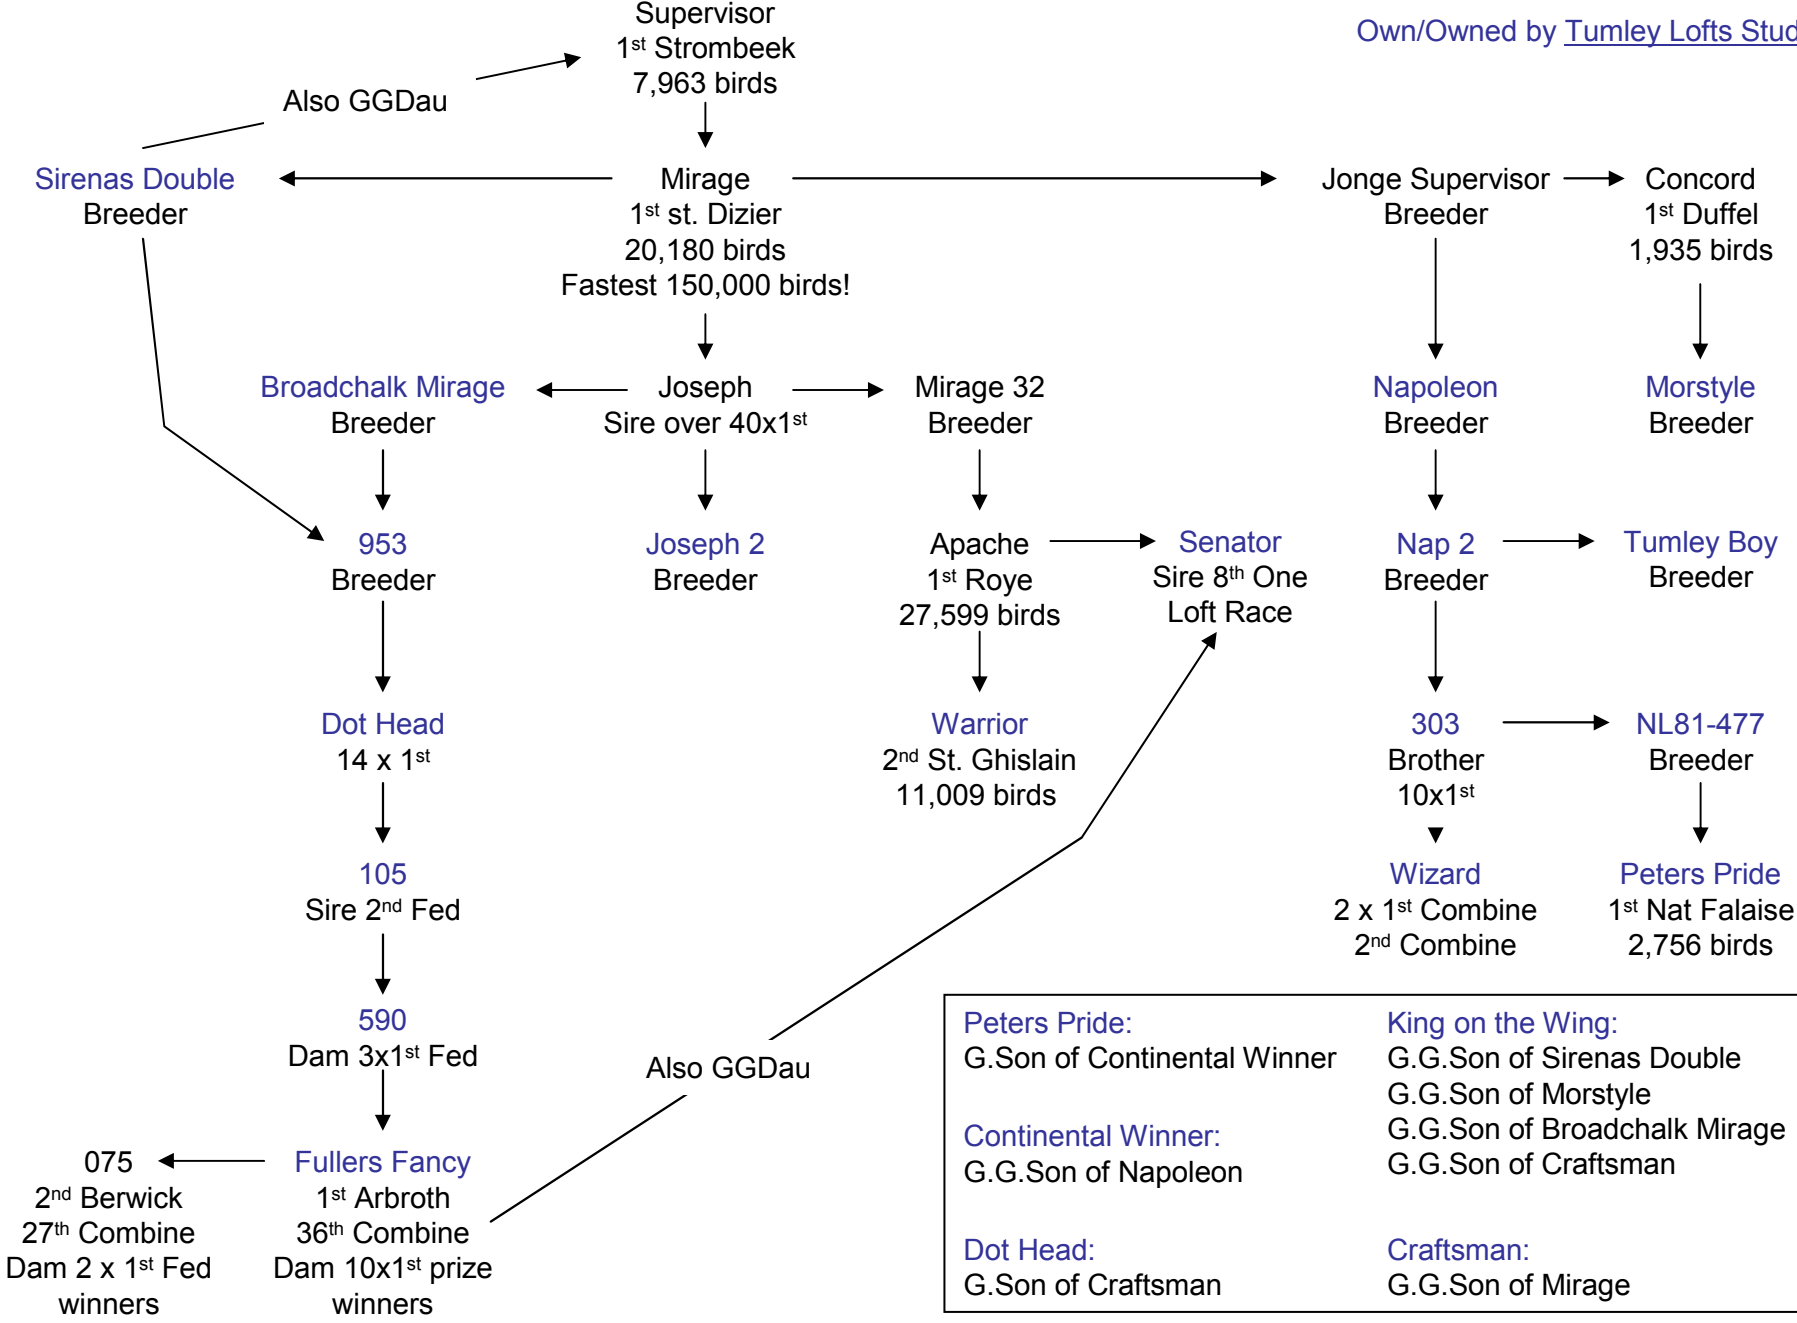 Supervisor
1st Strombeek
7,963 birds
Own/Owned by Tumley Lofts Stud
Also GGDau
Sirenas Double
Breeder
Mirage
1st st. Dizier
20,180 birds
Fastest 150,000 birds!
Jonge Supervisor
Breeder
Concord
1st Duffel
1,935 birds
Broadchalk Mirage
Breeder
Joseph
Sire over 40x1st
Mirage 32
Breeder
Napoleon
Breeder
Morstyle
Breeder
953
Breeder
Joseph 2
Breeder
Apache
1st Roye
27,599 birds
Senator
Sire 8th One
Loft Race
Nap 2
Breeder
Tumley Boy
Breeder
Dot Head
14 x 1st
Warrior
2nd St. Ghislain
11,009 birds
303
Brother
10x1st
NL81-477
Breeder
105
Sire 2nd Fed
Wizard
2 x 1st Combine
2nd Combine
Peters Pride
1st Nat Falaise
2,756 birds
590
Dam 3x1st Fed
Also GGDau
075
2nd Berwick
27th Combine
Dam 2 x 1st Fed
winners
Fullers Fancy
1st Arbroth
36th Combine
Dam 10x1st prize
winners
Peters Pride:
G.Son of Continental Winner
Continental Winner:
G.G.Son of Napoleon
Dot Head:
G.Son of Craftsman
King on the Wing:
G.G.Son of Sirenas Double
G.G.Son of Morstyle
G.G.Son of Broadchalk Mirage
G.G.Son of Craftsman
Craftsman:
G.G.Son of Mirage